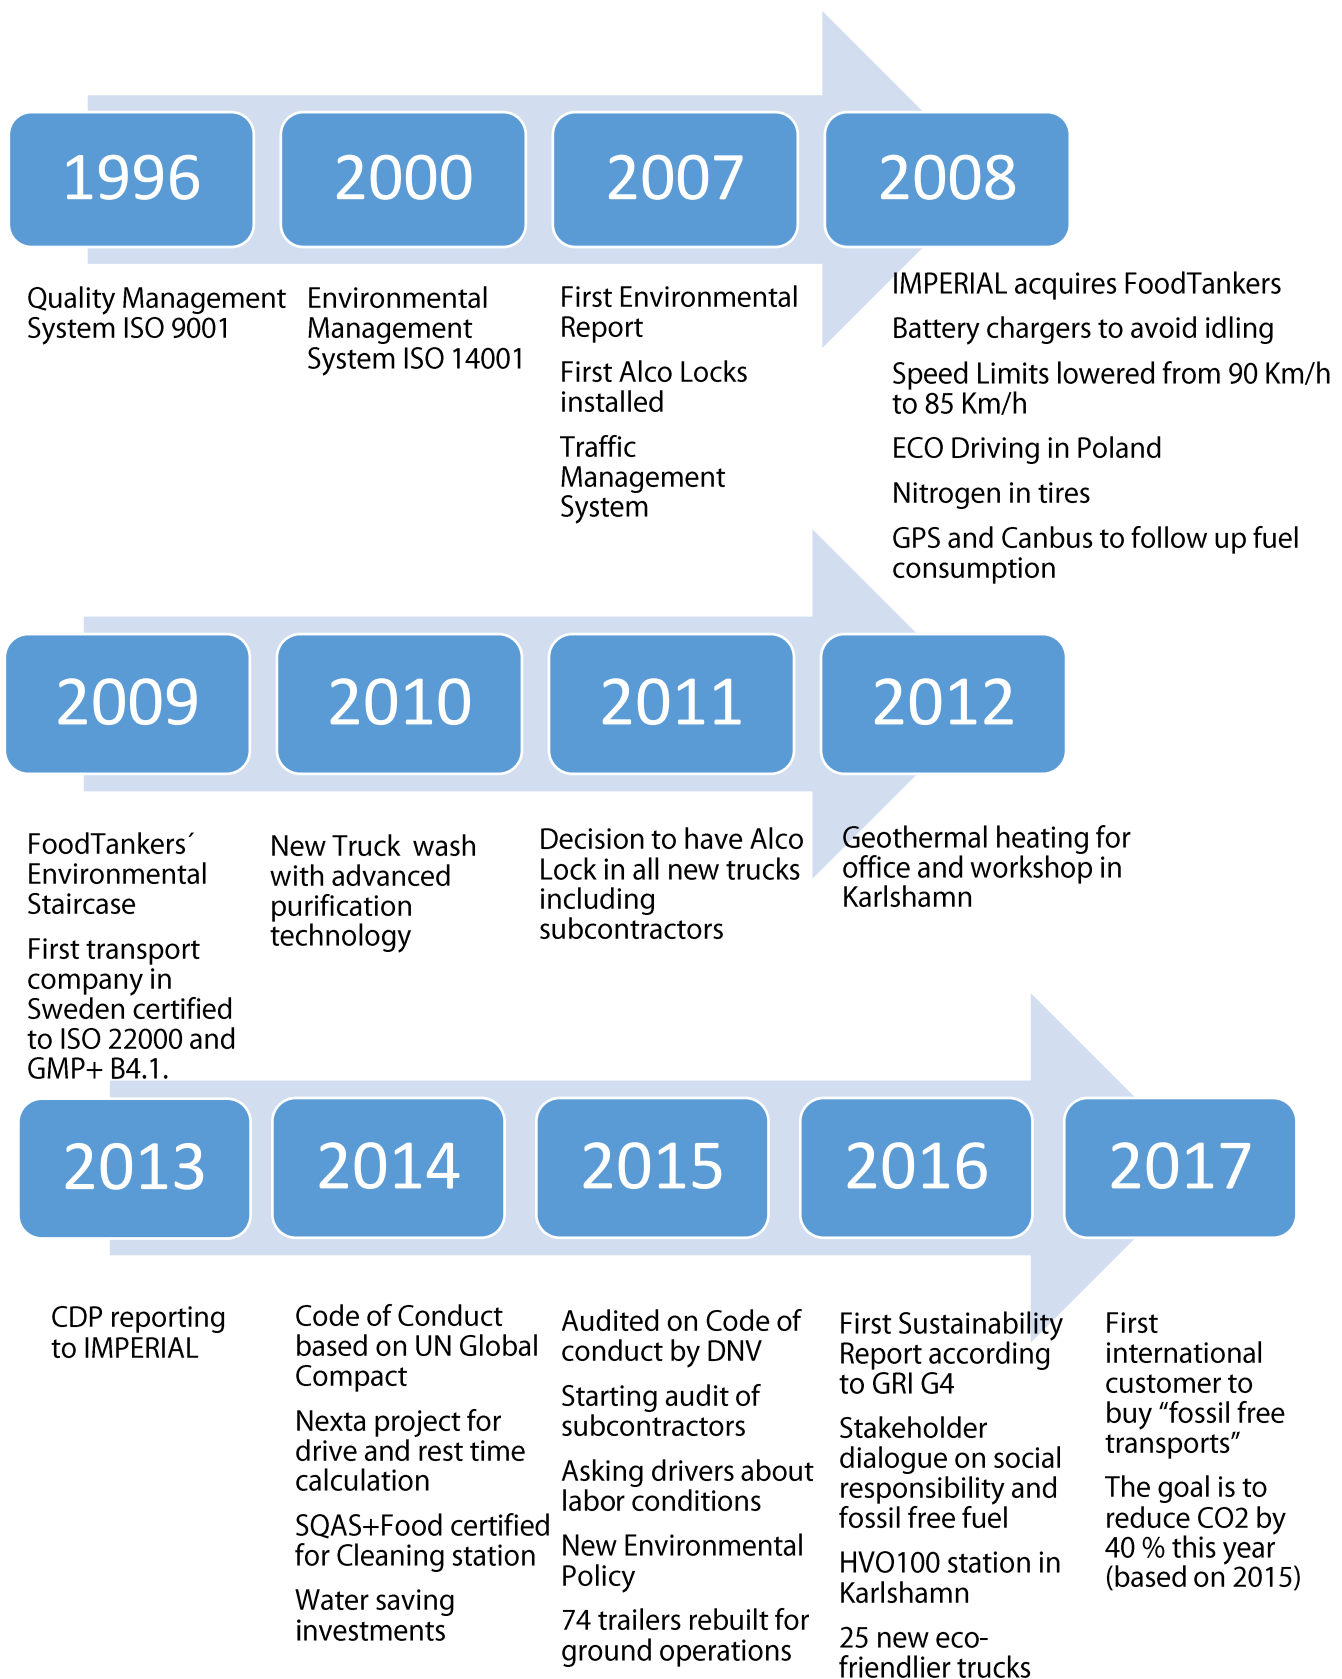 1996
2000
2007
2008
Quality Management
System ISO 9001
Environmental
Management
System ISO 14001
First Environmental
Report
First Alco Locks
installed
Traffic
Management
System
IMPERIAL acquires FoodTankers
Battery chargers to avoid idling
Speed Limits lowered from 90 Km/h
to 85 Km/h
ECO Driving in Poland
Nitrogen in tires
GPS and Canbus to follow up fuel
consumption
2009
2010
2011
2012
FoodTankers´
Environmental
Staircase
First transport
company in
Sweden certified
to ISO 22000 and
GMP+ B4.1.
New Truck  wash
with advanced
purification
technology
Decision to have Alco
Lock in all new trucks
including
subcontractors
Geothermal heating for
office and workshop in
Karlshamn
2013
2014
2015
2016
2017
CDP reporting
to IMPERIAL
Code of Conduct
based on UN Global
Compact
Nexta project for
drive and rest time
calculation
SQAS+Food certified
for Cleaning station
Water saving
investments
Audited on Code of
conduct by DNV
Starting audit of
subcontractors
Asking drivers about
labor conditions
New Environmental
Policy
74 trailers rebuilt for
ground operations
First Sustainability
Report according
to GRI G4
Stakeholder
dialogue on social
responsibility and
fossil free fuel
HVO100 station in
Karlshamn
25 new eco-
friendlier trucks
First
international
customer to
buy “fossil free
transports”
The goal is to
reduce CO2 by
40 % this year
(based on 2015)